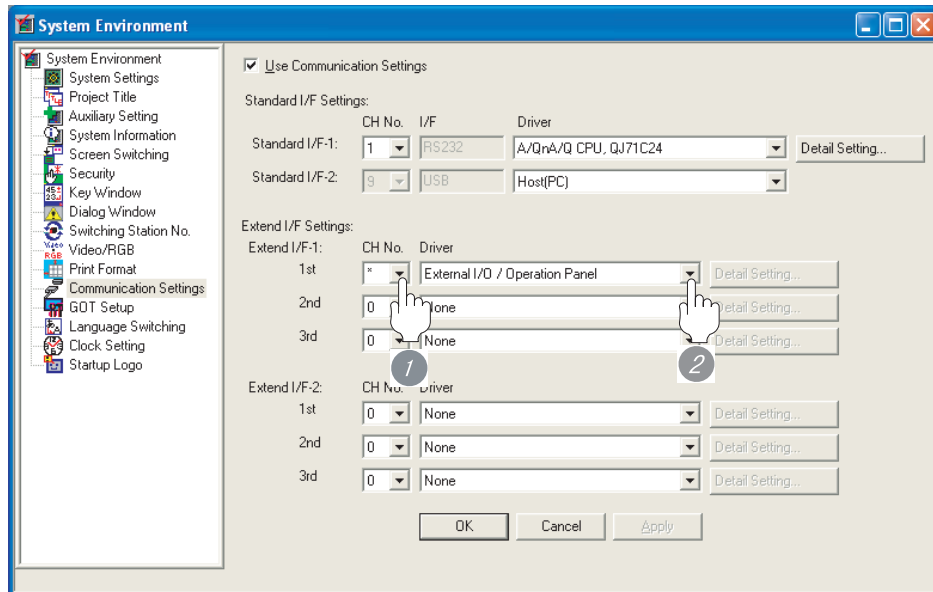 System Environment
System Environment
System Settings
Project Title
Auxiliary Setting
System Information
Screen Switching
Security
Key Window
Dialog Window
Switching Station No.
Video/RGB
Print Format
Communication Settings
GOT Setup
Language Switching
Clock Setting
Startup Logo
Use Communication Settings
Standard I/F Settings:
CH No. I/F Driver
Standard I/F-1: 1 RS232 A/QnA/Q CPU, QJ71C24 Detail Setting...
Standard I/F-2: 9 USB Host(PC)
Extend I/F Settings:
Extend I/F-1: CH No. Driver
1st * External I/O / Operation Panel Detail Setting...
2nd 0 None Detail Setting...
3rd 0 None Detail Setting...
1 2
Extend I/F-2: CH No. Driver
1st 0 None Detail Setting...
2nd 0 None Detail Setting...
3rd 0 None Detail Setting...
OK Cancel Apply